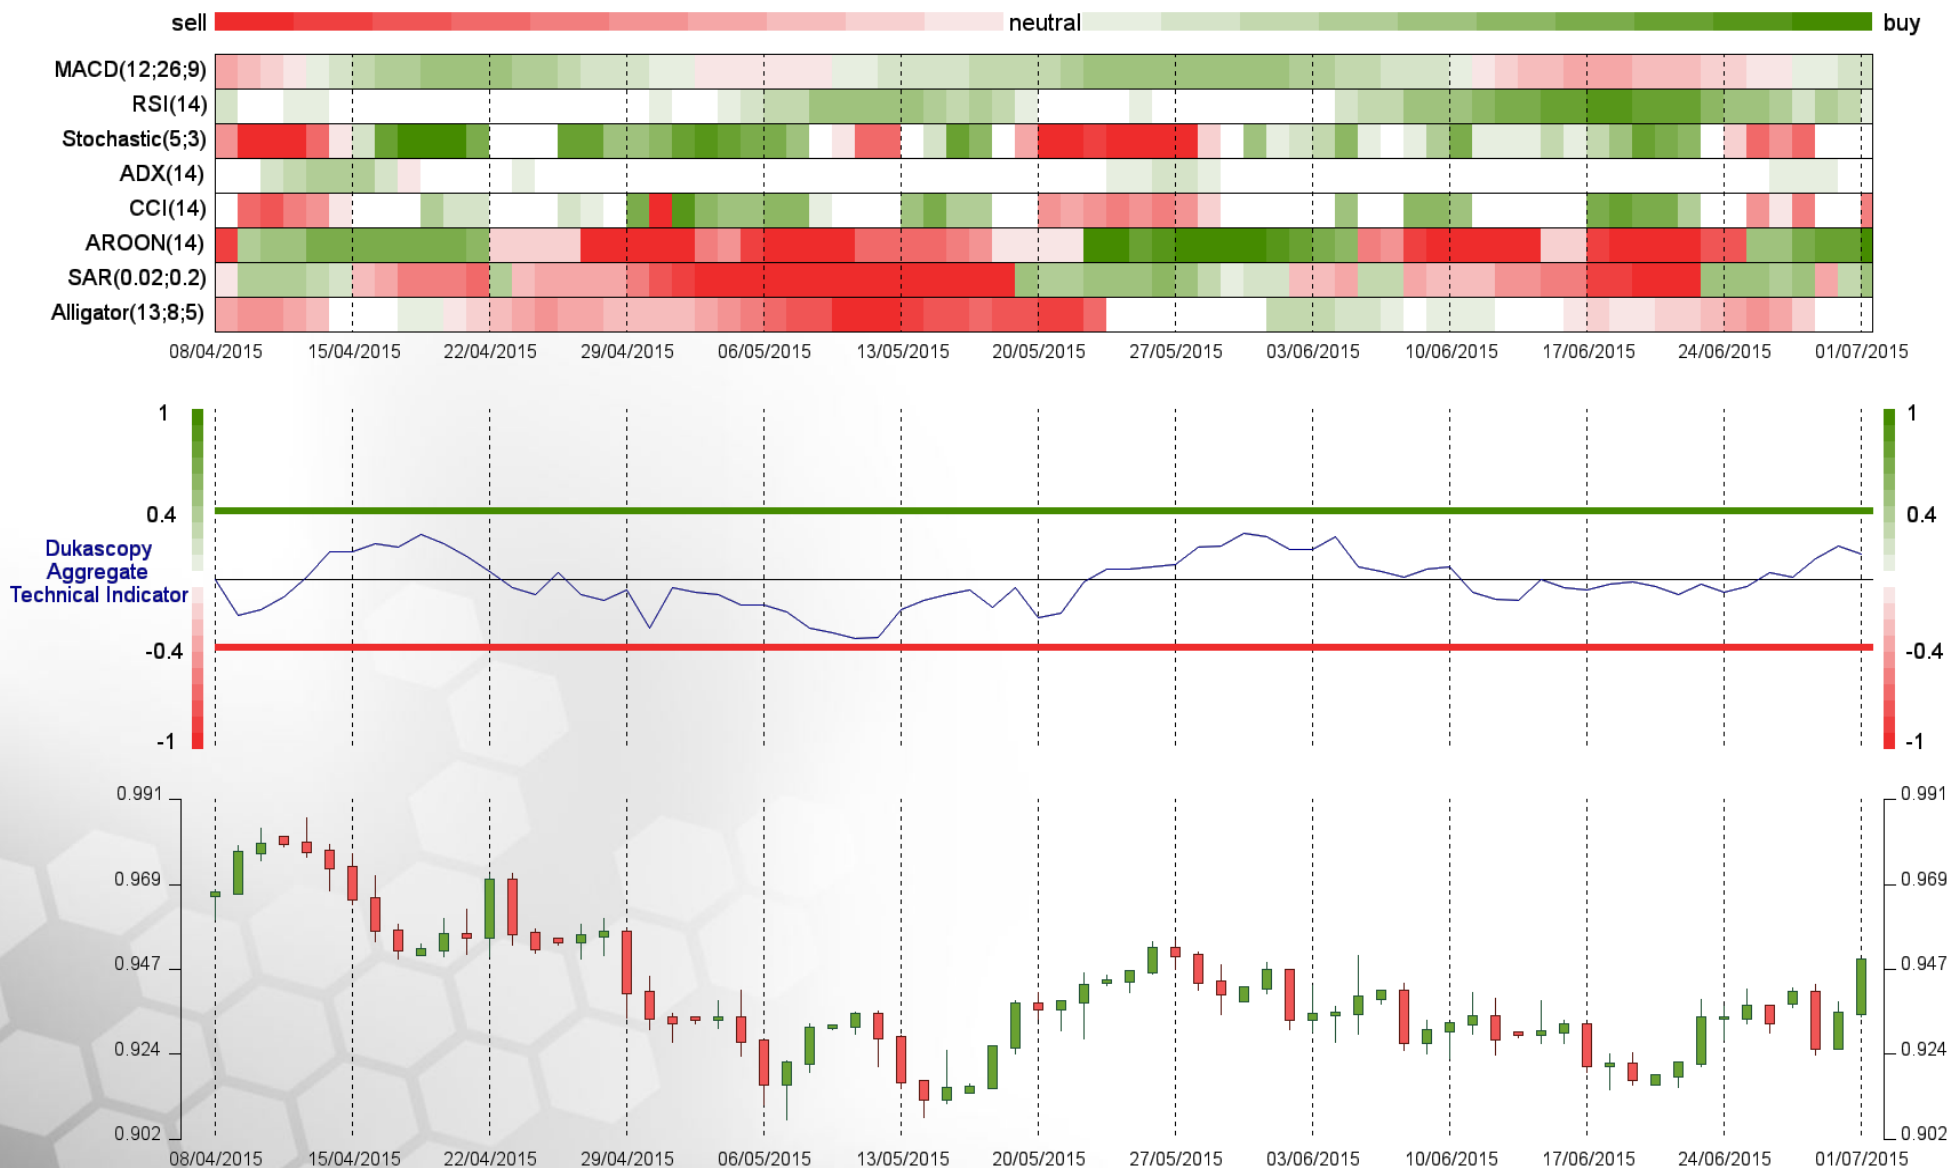 sell neutral buy
MACD(12;26;9)
RSI(14)
Stochastic(5;3)
ADX(14)
CCI(14)
AROON(14)
SAR(0.02;0.2)
Alligator(13;8;5)
08/04/2015 15/04/2015 22/04/2015 29/04/2015 06/05/2015 13/05/2015 20/05/2015 27/05/2015 03/06/2015 10/06/2015 17/06/2015 24/06/2015 01/07/2015
1 1
0.4 0.4
Dukascopy
Aggregate
Technical Indicator
-0.4 -0.4
-1 -1
0.991 0.991
0.969 0.969
0.947 0.947
0.924 0.924
0.902 0.902
08/04/2015 15/04/2015 22/04/2015 29/04/2015 06/05/2015 13/05/2015 20/05/2015 27/05/2015 03/06/2015 10/06/2015 17/06/2015 24/06/2015 01/07/2015